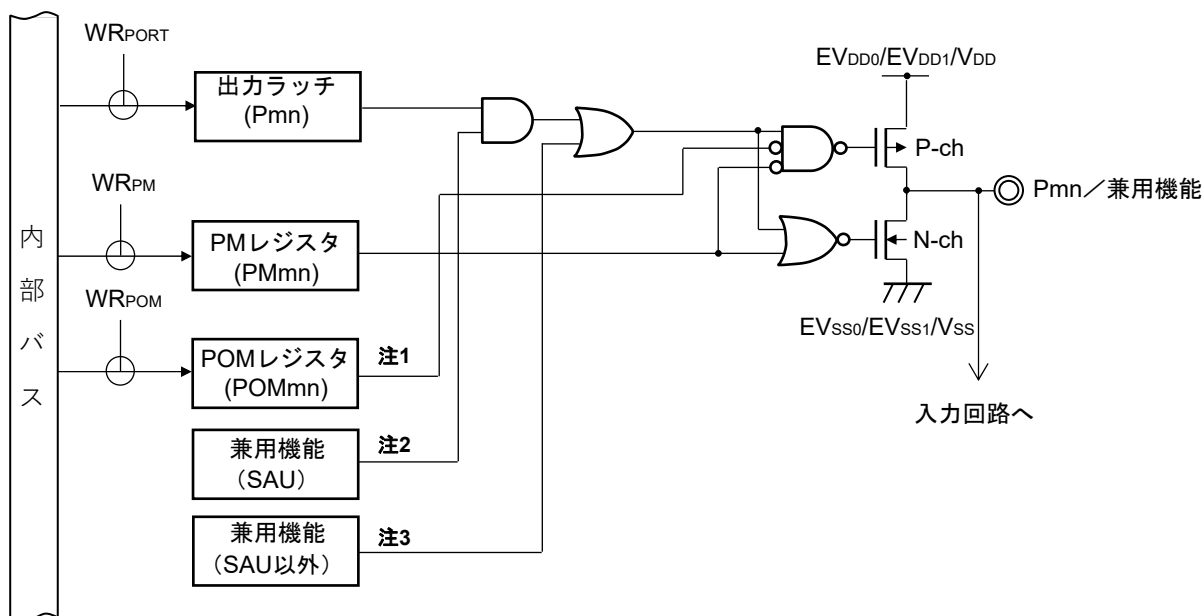 WRPORT
出力ラッチ
(Pmn)
EVDD0/EVDD1/VDD
P-ch
Pmn／兼用機能
WRPM
PMレジスタ
(PMmn)
N-ch
内部バス
WRPOM
EVSS0/EVSS1/VSS
POMレジスタ
(POMmn)
注1
入力回路へ
兼用機能
（SAU）
注2
兼用機能
（SAU以外）
注3